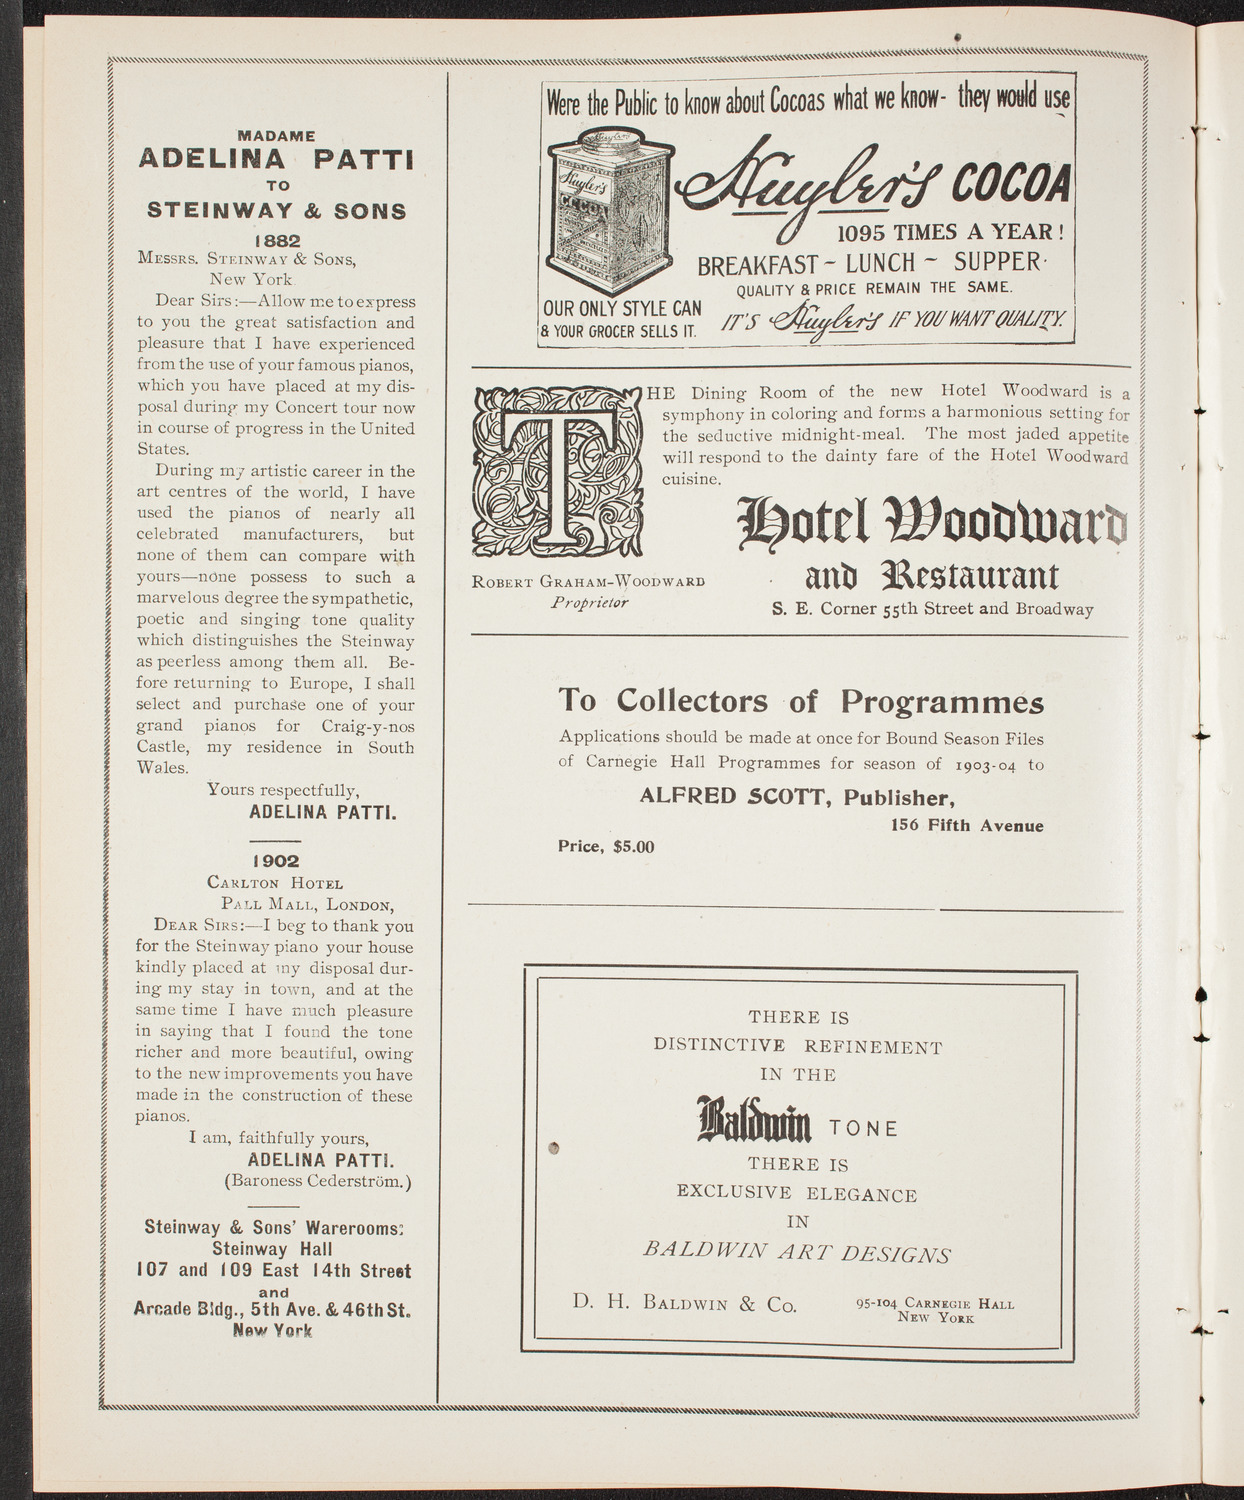 MADAME
ADELINA PATTI
TO
STEINWAY & SONS
1882
MESSRS. STEINWAY & SONS,
New York
Dear Sirs:—Allow me to express
to you the great satisfaction and
pleasure that I have experienced
from the use of your famous pianos,
which you have placed at my dis-
posal during my Concert tour now
in course of progress in the United
States.
During my artistic career in the
art centres of the world, I have
used the pianos of nearly all
celebrated manufacturers, but
none of them can compare with
yours—none possess to such a
marvelous degree the sympathetic,
poetic and singing tone quality
which distinguishes the Steinway
as peerless among them all. Be-
fore returning to Europe, I shall
select and purchase one of your
grand pianos for Craig-y-nos
Castle, my residence in South
Wales.
Yours respectfully,
ADELINA PATTI.
1902
CARLTON HOTEL
PALL MALL, LONDON,
DEAR SIRS:—I beg to thank you
for the Steinway piano your house
kindly placed at my disposal dur-
ing my stay in town, and at the
same time I have much pleasure
in saying that I found the tone
richer and more beautiful, owing
to the new improvements you have
made in the construction of these
pianos.
I am, faithfully yours,
ADELINA PATTI.
(Baroness Cederström.)
Steinway & Sons' Warerooms:
Steinway Hall
107 and 109 East 14th Street
and
Arcade Bldg., 5th Ave. & 46th St.
New York
Were the Public to know about Cocoas what we know- they would use
Huyler's
Huyler's
COCOA
Huyler's COCOA
1095 TIMES A YEAR!
BREAKFAST ~ LUNCH ~ SUPPER
QUALITY & PRICE REMAIN THE SAME.
OUR ONLY STYLE CAN
& YOUR GROCER SELLS IT.
IT'S Huyler's IF YOU WANT QUALITY.
THE Dining Room of the new Hotel Woodward is a
symphony in coloring and forms a harmonious setting for
the seductive midnight-meal. The most jaded appetite
will respond to the dainty fare of the Hotel Woodward
cuisine.
Hotel Woodward
and Restaurant
ROBERT GRAHAM-WOODWARD
Proprietor
S. E. Corner 55th Street and Broadway
To Collectors of Programmes
Applications should be made at once for Bound Season Files
of Carnegie Hall Programmes for season of 1903-04 to
ALFRED SCOTT, Publisher,
156 Fifth Avenue
Price, $5.00
THERE IS
DISTINCTIVE REFINEMENT
IN THE
Baldwin TONE
THERE IS
EXCLUSIVE ELEGANCE
IN
BALDWIN ART DESIGNS
D. H. BALDWIN & CO.
95-104 CARNEGIE HALL
NEW YORK